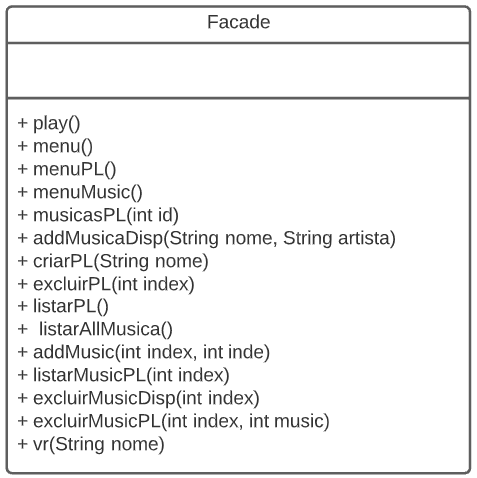 Facade
+ play()
+ menu()
+ menuPL()
+ menuMusic()
+ musicasPL(int id)
+ addMusicaDisp(String nome, String artista)
+ criarPL(String nome)
+ excluirPL(int index)
+ listarPL()
+  listarAllMusica()
+ addMusic(int index, int inde)
+ listarMusicPL(int index)
+ excluirMusicDisp(int index)
+ excluirMusicPL(int index, int music)
+ vr(String nome)